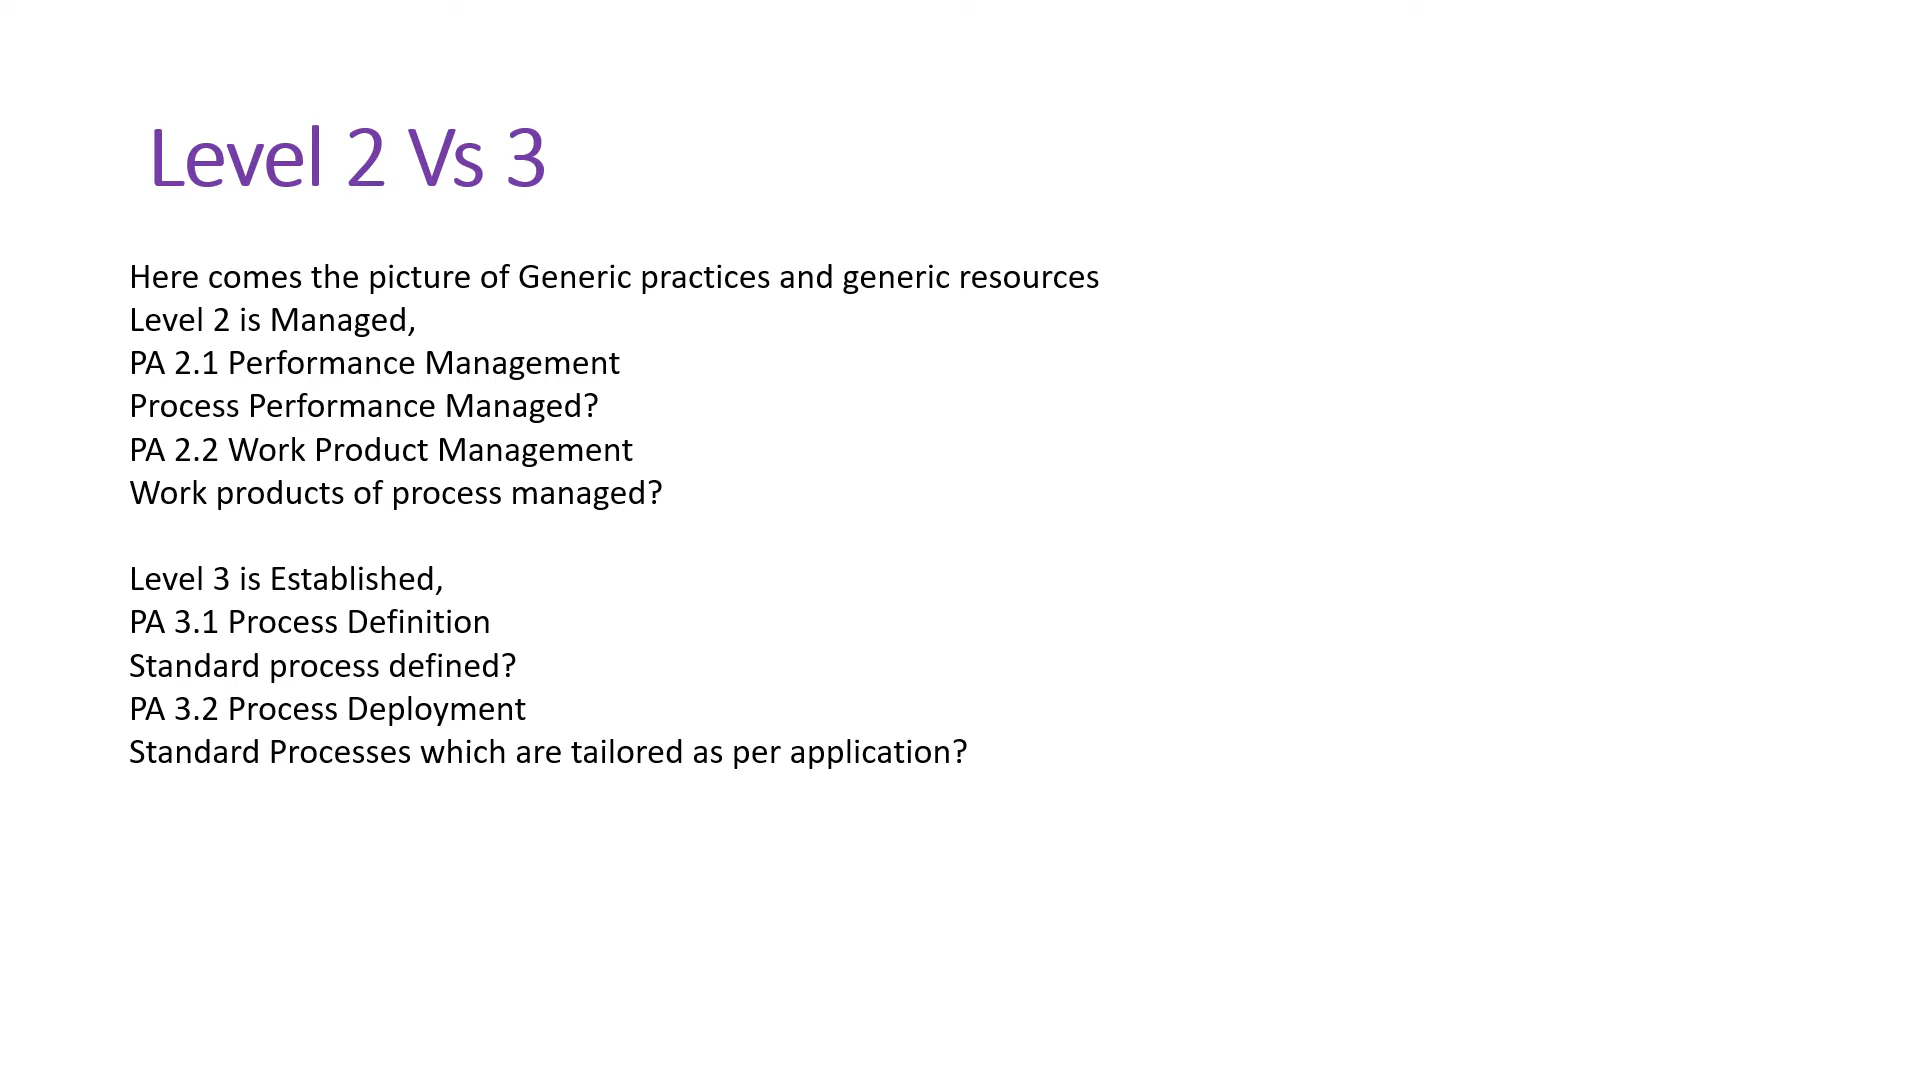 Level 2 Vs 3
Here comes the picture of Generic practices and generic resources
Level 2 is Managed,
PA 2.1 Performance Management
Process Performance Managed?
PA 2.2 Work Product Management
Work products of process managed?
Level 3 is Established,
PA 3.1 Process Definition
Standard process defined?
PA 3.2 Process Deployment
Standard Processes which are tailored as per application?